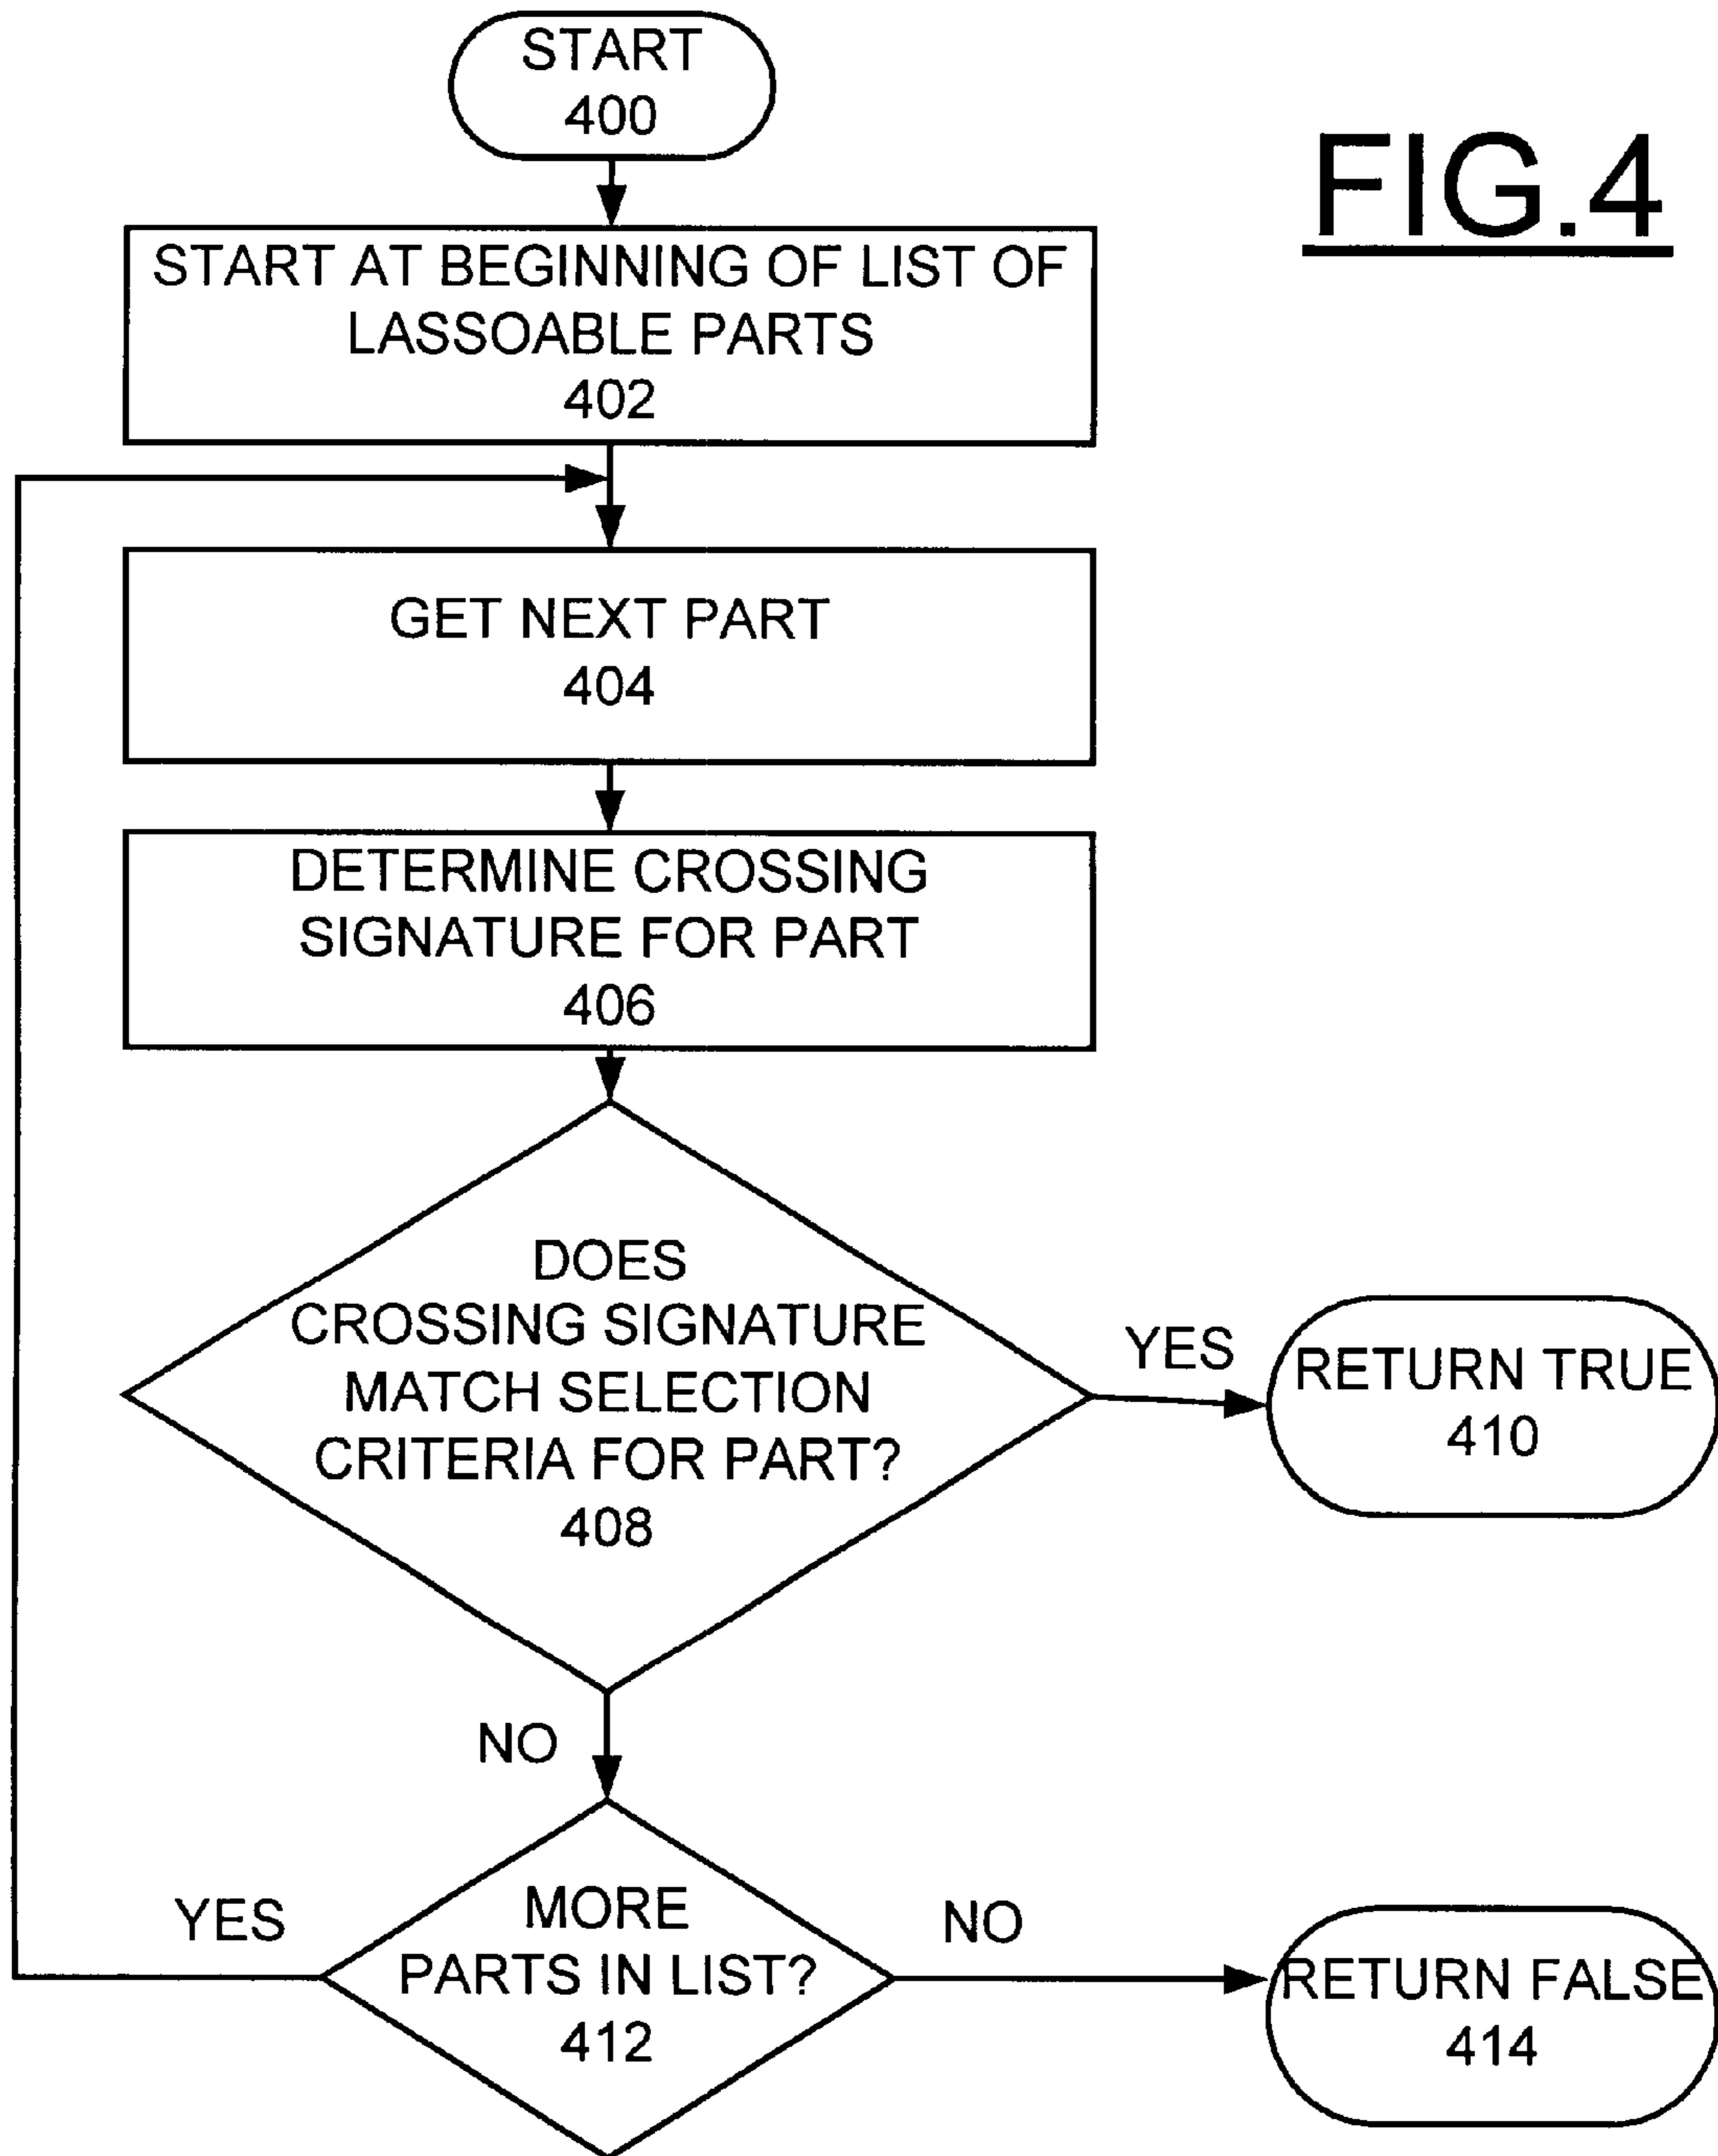 START
400
FIG.4
START AT BEGINNING OF LIST OF
LASSOABLE PARTS
402
GET NEXT PART
404
DETERMINE CROSSING
SIGNATURE FOR PART
406
DOES
CROSSING SIGNATURE
MATCH SELECTION
CRITERIA FOR PART?
408
YES
RETURN TRUE
410
NO
MORE
PARTS IN LIST?
412
YES
NO
RETURN FALSE
414